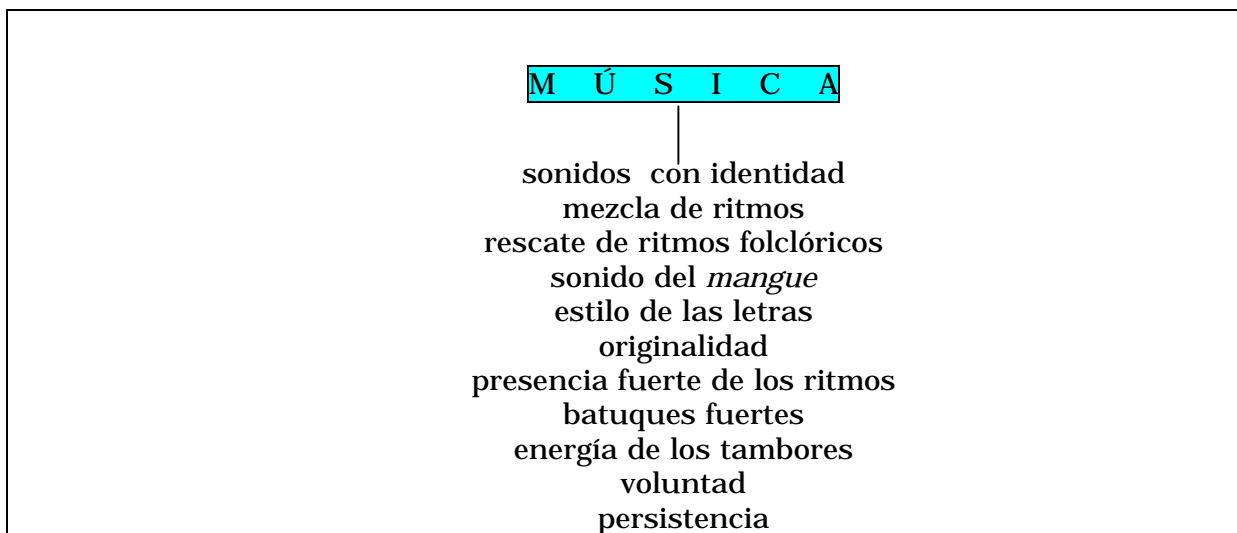 M Ú S I C A
sonidos con identidad
mezcla de ritmos
rescate de ritmos folclóricos
sonido del mangue
estilo de las letras
originalidad
presencia fuerte de los ritmos
batuques fuertes
energía de los tambores
voluntad
persistencia